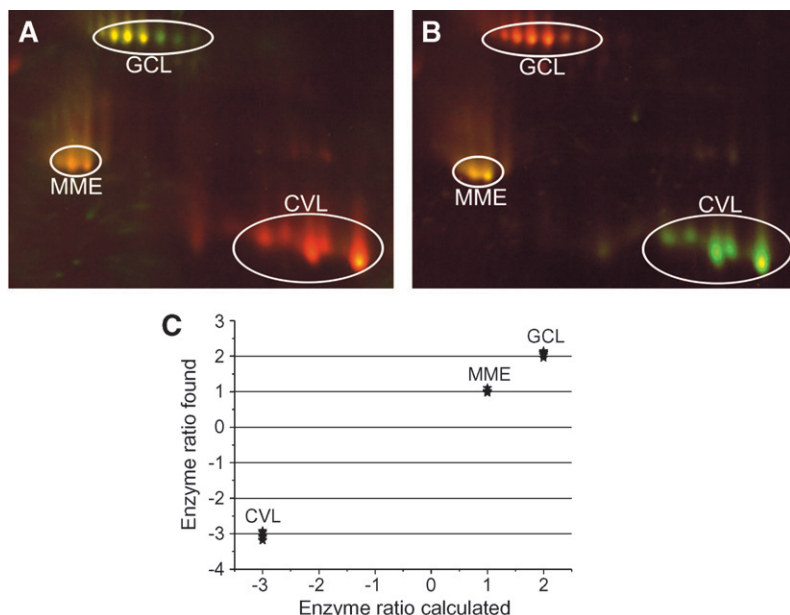 A
GCL
MME
CVL
B
GCL
MME
CVL
C
Enzyme ratio found
3
2
1
0
-1
-2
-3
-4
GCL
MME
CVL
-3 -2 -1 0 1 2
Enzyme ratio calculated